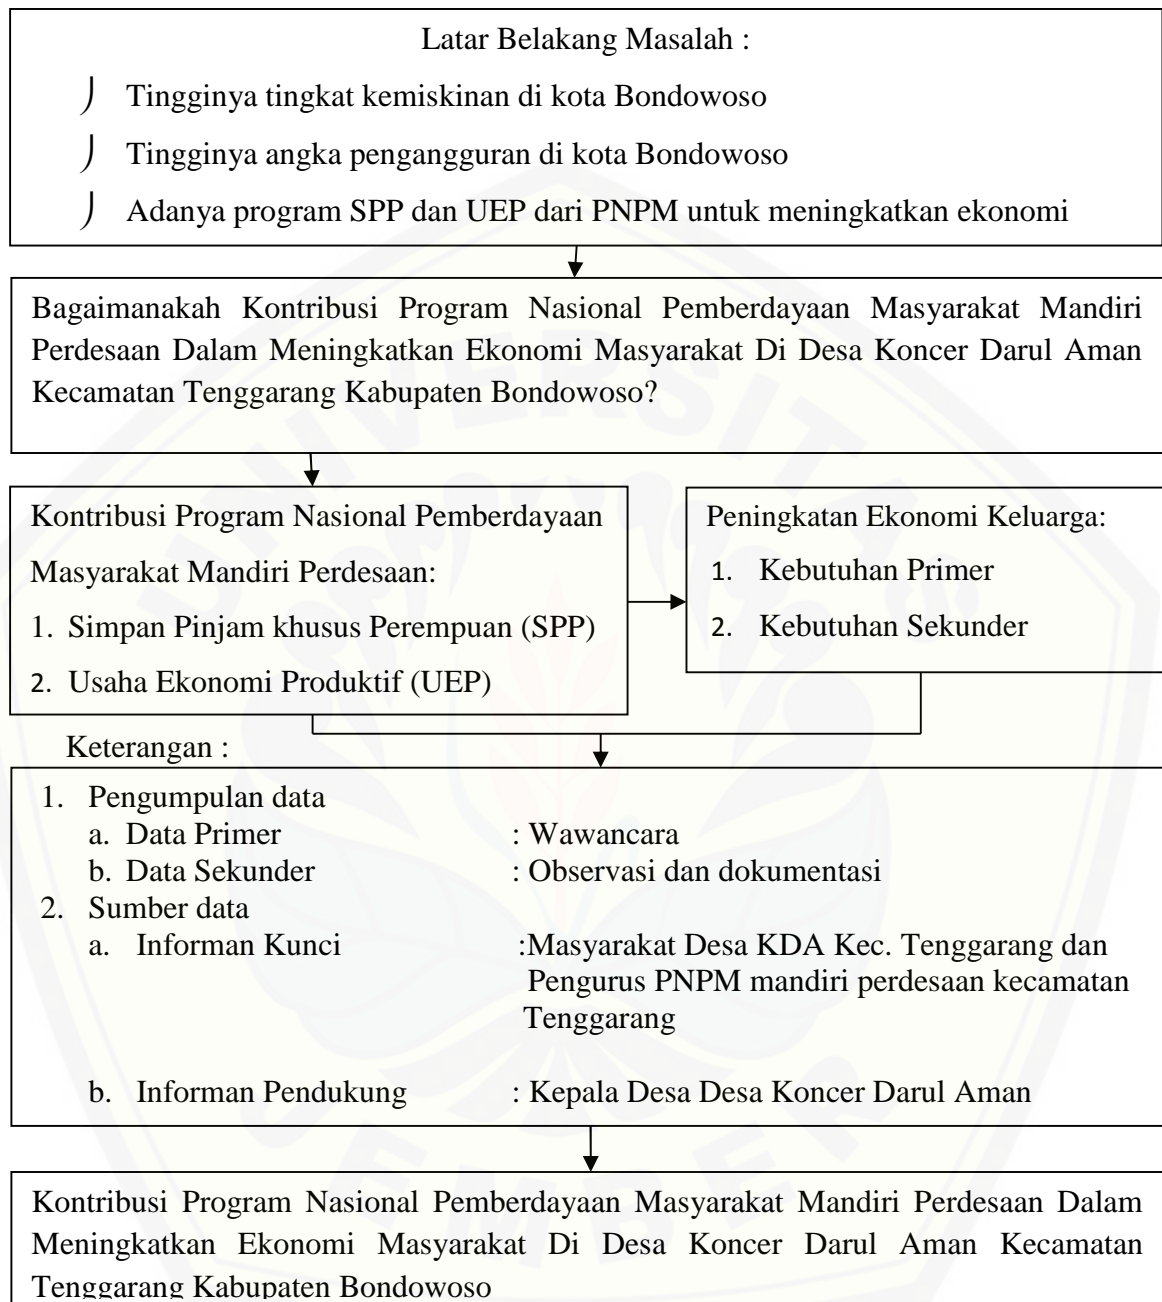 Latar Belakang Masalah :
Tingginya tingkat kemiskinan di kota Bondowoso
Tingginya angka pengangguran di kota Bondowoso
Adanya program SPP dan UEP dari PNPM untuk meningkatkan ekonomi
Bagaimanakah Kontribusi Program Nasional Pemberdayaan Masyarakat Mandiri
Perdesaan Dalam Meningkatkan Ekonomi Masyarakat Di Desa Koncer Darul Aman
Kecamatan Tenggarang Kabupaten Bondowoso?
Kontribusi Program Nasional Pemberdayaan
Masyarakat Mandiri Perdesaan:
1. Simpan Pinjam khusus Perempuan (SPP)
2. Usaha Ekonomi Produktif (UEP)
Peningkatan Ekonomi Keluarga:
1. Kebutuhan Primer
2. Kebutuhan Sekunder
Keterangan :
1. Pengumpulan data
a. Data Primer : Wawancara
b. Data Sekunder : Observasi dan dokumentasi
2. Sumber data
a. Informan Kunci :Masyarakat Desa KDA Kec. Tenggarang dan
Pengurus PNPM mandiri perdesaan kecamatan
Tenggarang
b. Informan Pendukung : Kepala Desa Desa Koncer Darul Aman
Kontribusi Program Nasional Pemberdayaan Masyarakat Mandiri Perdesaan Dalam
Meningkatkan Ekonomi Masyarakat Di Desa Koncer Darul Aman Kecamatan
Tenggarang Kabupaten Bondowoso
UNIVERSITAS
JEMBER